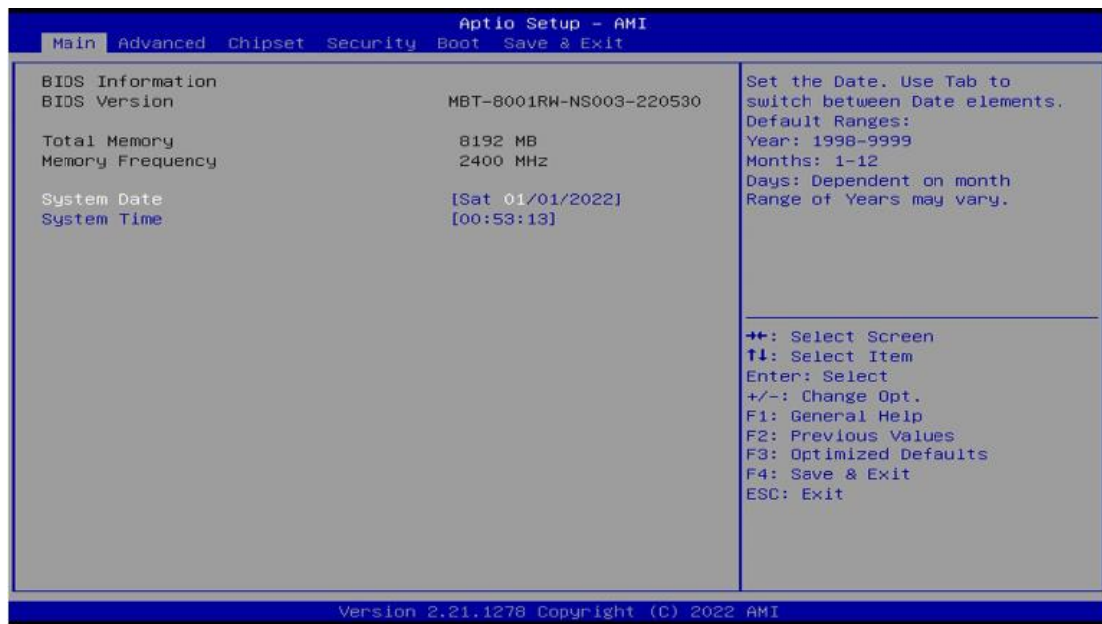 Aptio Setup – AMI
Main Advanced Chipset Security Boot Save & Exit
BIOS Information
BIOS Version MBT-8001RW-NS003-220530
Total Memory 8192 MB
Memory Frequency 2400 MHz
System Date [Sat 01/01/2022]
System Time [00:53:13]
Set the Date. Use Tab to
switch between Date elements.
Default Ranges:
Year: 1998-9999
Months: 1-12
Days: Dependent on month
Range of Years may vary.
→←: Select Screen
↑↓: Select Item
Enter: Select
+/-: Change Opt.
F1: General Help
F2: Previous Values
F3: Optimized Defaults
F4: Save & Exit
ESC: Exit
Version 2.21.1278 Copyright (C) 2022 AMI